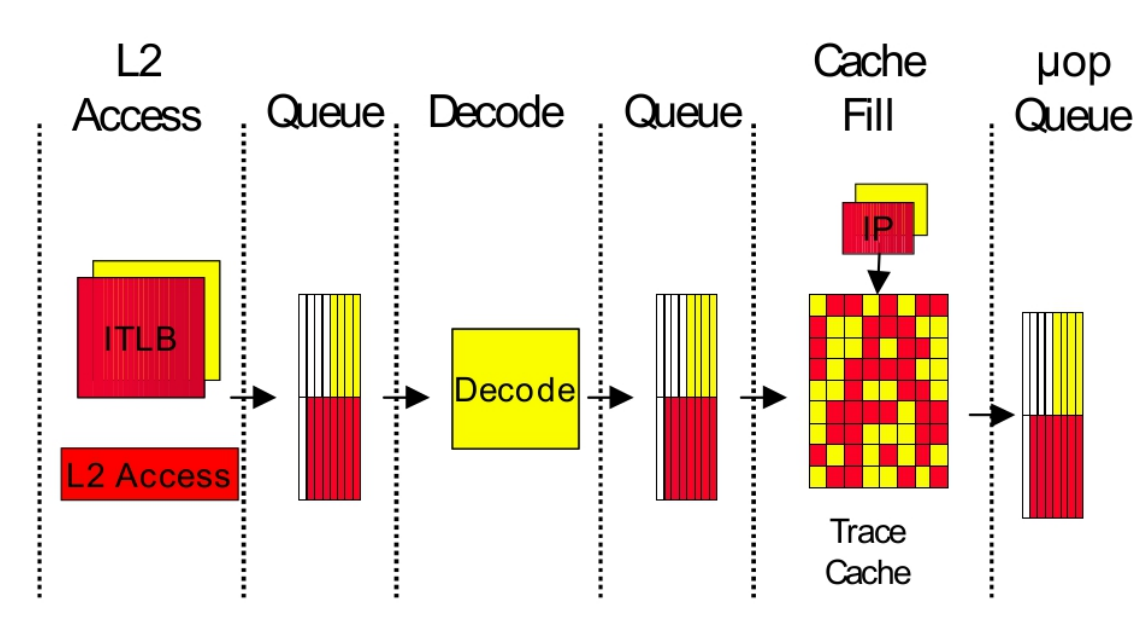 L2
Access
Queue
Decode
Queue
Cache
Fill
µop
Queue
IP
ITLB
Decode
L2 Access
Trace
Cache